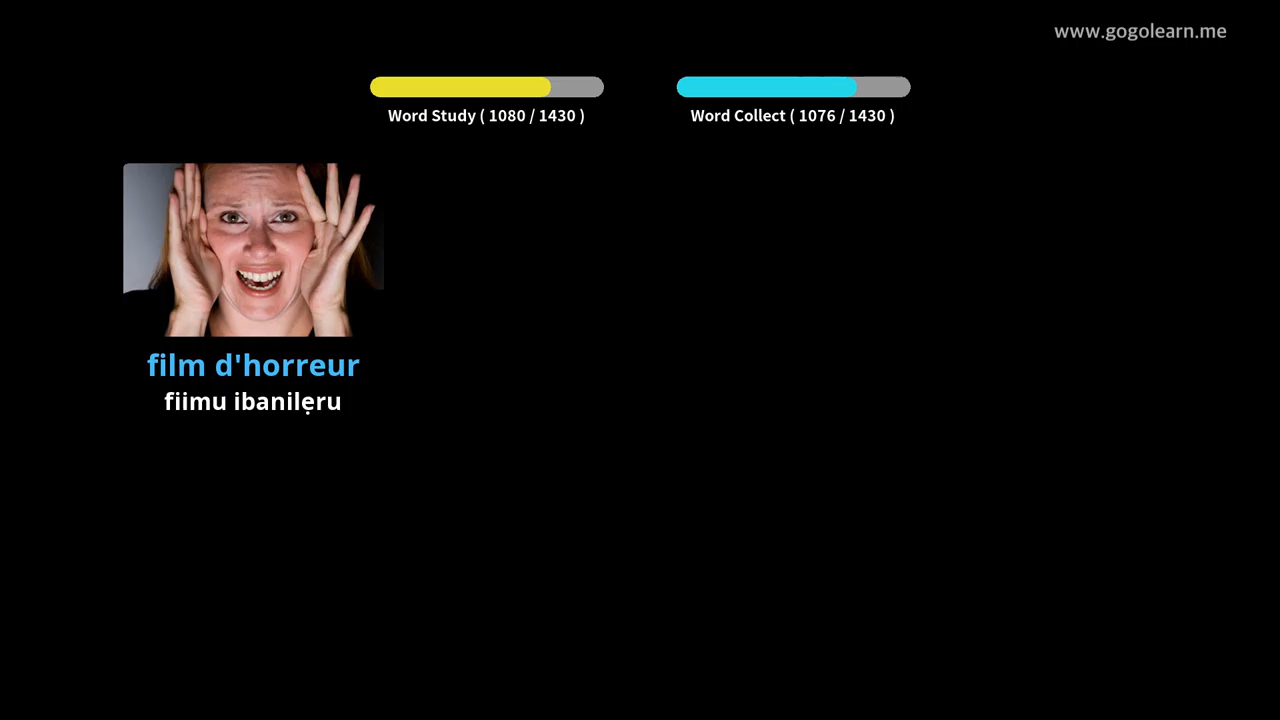 www.gogolearn.me
Word Study ( 1080 / 1430 )
Word Collect ( 1076 / 1430 )
film d'horreur
fiimu ibanilẹru